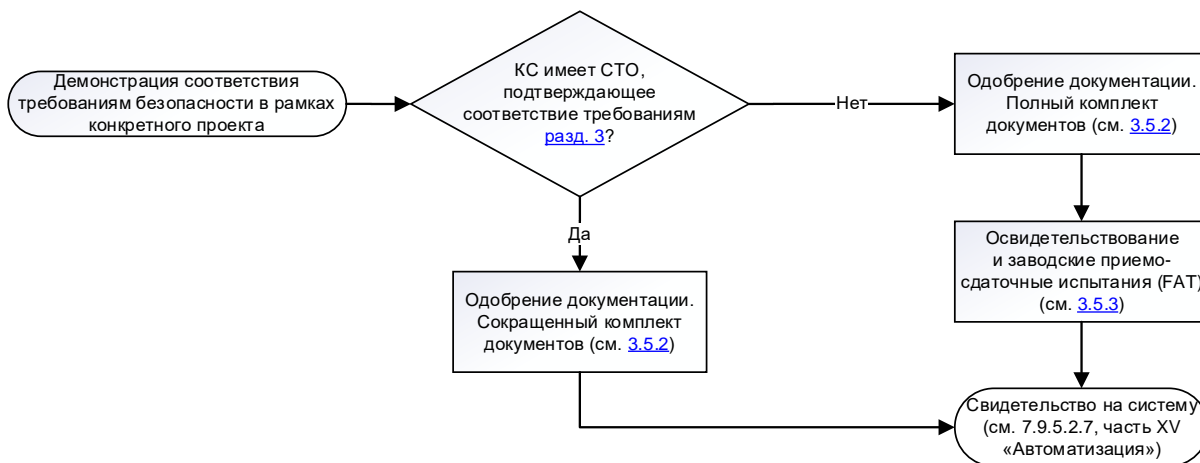 Демонстрация соответствия
требованиям безопасности в рамках
конкретного проекта
КС имеет СТО,
подтверждающее
соответствие требованиям
разд. 3?
Нет
Одобрение документации.
Полный комплект
документов (см. 3.5.2)
Да
Освидетельствование
и заводские приемо-
сдаточные испытания (FAT)
(см. 3.5.3)
Одобрение документации.
Сокращенный комплект
документов (см. 3.5.2)
Свидетельство на систему
(см. 7.9.5.2.7, часть XV
«Автоматизация»)